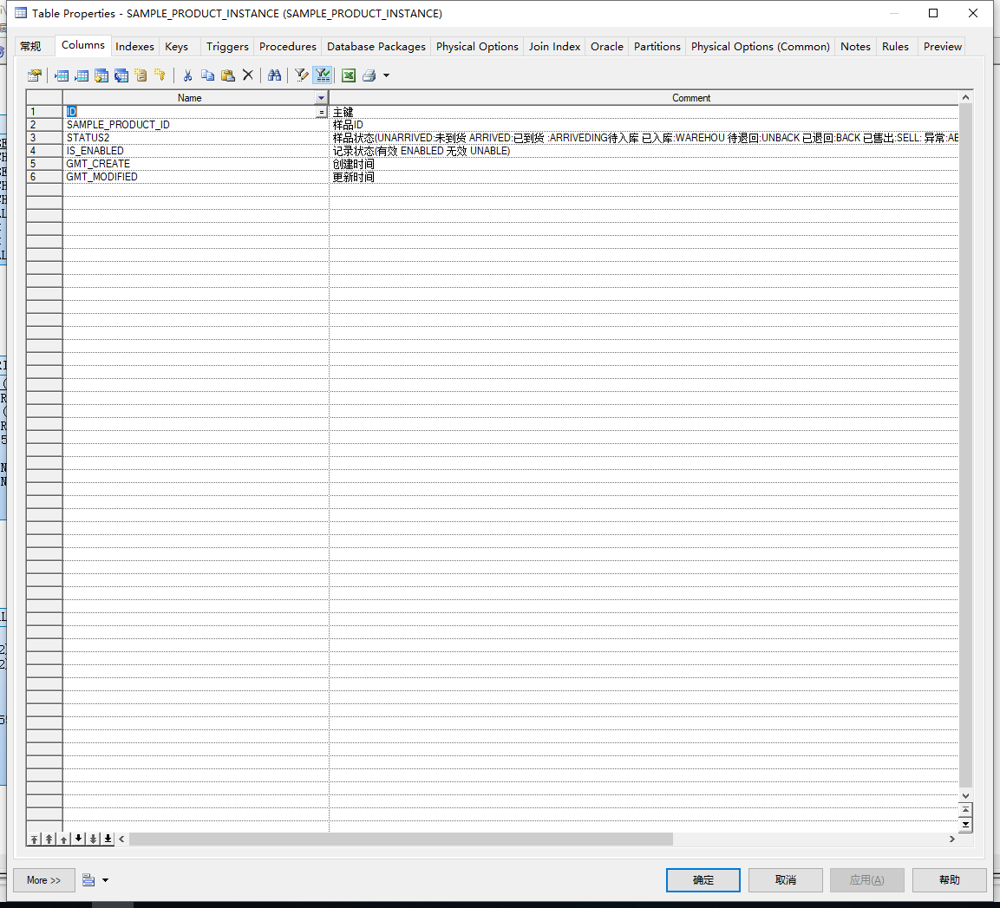 Table Properties - SAMPLE_PRODUCT_INSTANCE (SAMPLE_PRODUCT_INSTANCE)
常规 Columns Indexes Keys Triggers Procedures Database Packages Physical Options Join Index Oracle Partitions Physical Options (Common) Notes Rules Preview
Name Comment
1 ID = 主键
2 SAMPLE_PRODUCT_ID 样品ID
3 STATUS2 样品状态(UNARRIVED:未到货 ARRIVED:已到货 :ARRIVEDING待入库 已入库:WAREHOU 待退回:UNBACK 已退回:BACK 已售出:SELL: 异常:AB
4 IS_ENABLED 记录状态(有效 ENABLED 无效 UNABLE)
5 GMT_CREATE 创建时间
6 GMT_MODIFIED 更新时间
More >> 确定 取消 应用(A) 帮助